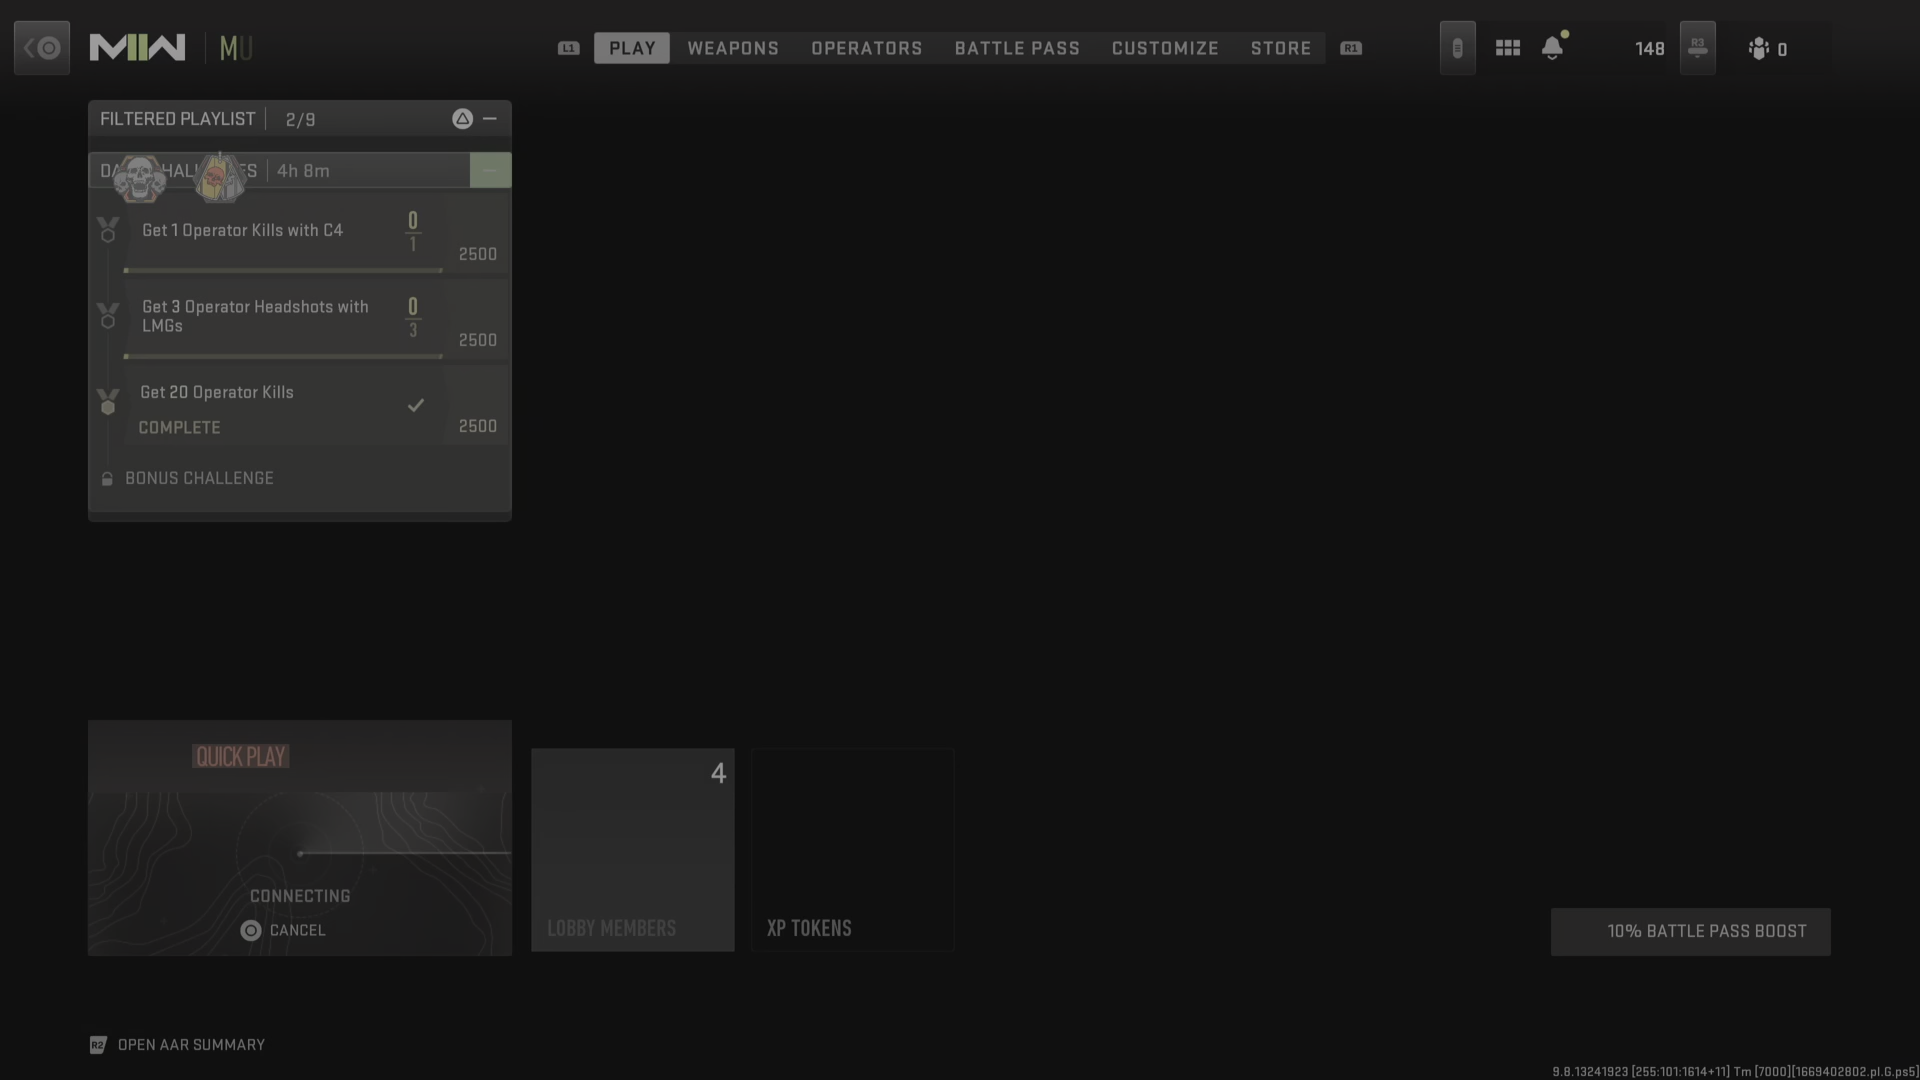 MIIW MU
L1 PLAY WEAPONS OPERATORS BATTLE PASS CUSTOMIZE STORE R1
148 R3 0
FILTERED PLAYLIST 2/9
4h 8m
Get 1 Operator Kills with C4
0
1
2500
Get 3 Operator Headshots with
LMGs
0
3
2500
Get 20 Operator Kills
COMPLETE
2500
BONUS CHALLENGE
QUICK PLAY
CONNECTING
CANCEL
4
LOBBY MEMBERS
XP TOKENS
10% BATTLE PASS BOOST
R2 OPEN AAR SUMMARY
9.8.13241923 [255:101:1614+11] Tm [7000][1669402802.pl.G.ps5]